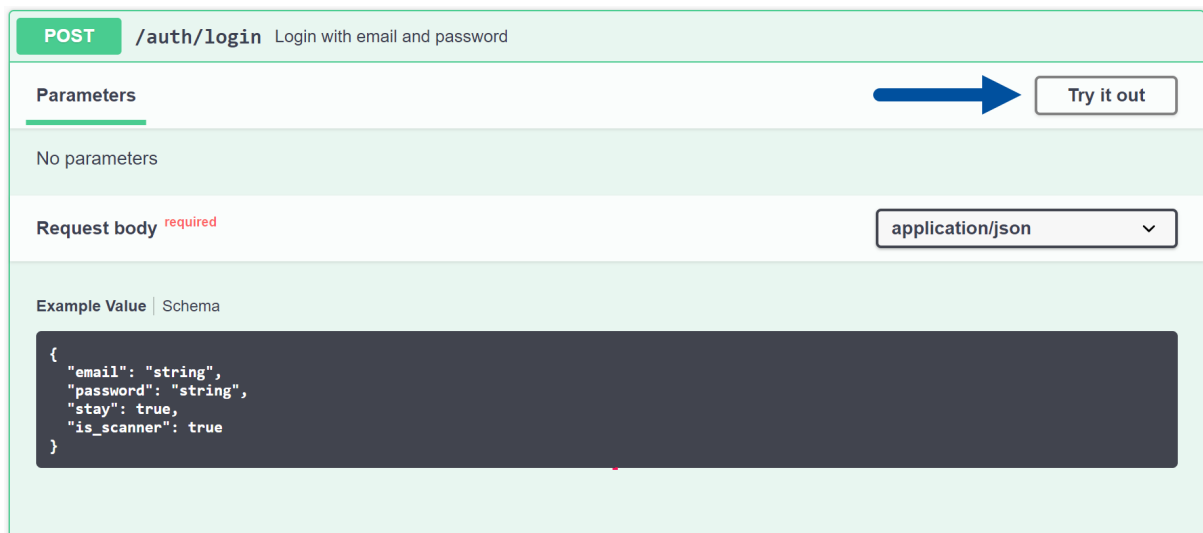 POST /auth/login Login with email and password
Parameters
Try it out
No parameters
Request body required
application/json
Example Value Schema
{
  "email": "string",
  "password": "string",
  "stay": true,
  "is_scanner": true
}